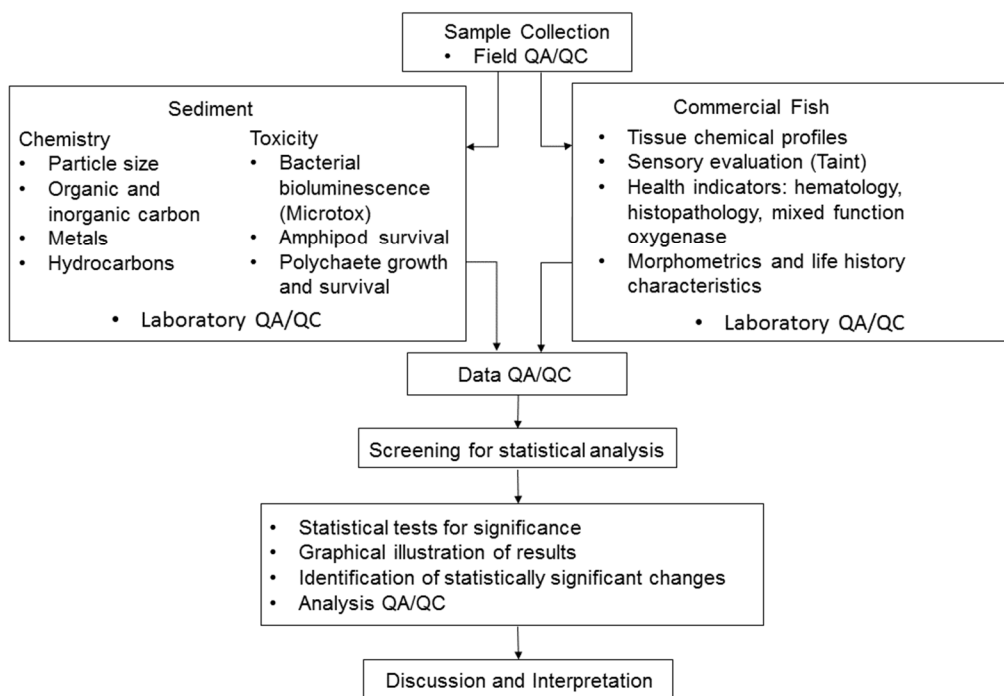 Sample Collection
• Field QA/QC
Sediment
Chemistry
• Particle size
• Organic and
inorganic carbon
• Metals
• Hydrocarbons
Toxicity
• Bacterial
bioluminescence
(Microtox)
• Amphipod survival
• Polychaete growth
and survival
• Laboratory QA/QC
Commercial Fish
• Tissue chemical profiles
• Sensory evaluation (Taint)
• Health indicators: hematology,
histopathology, mixed function
oxygenase
• Morphometrics and life history
characteristics
• Laboratory QA/QC
Data QA/QC
Screening for statistical analysis
• Statistical tests for significance
• Graphical illustration of results
• Identification of statistically significant changes
• Analysis QA/QC
Discussion and Interpretation